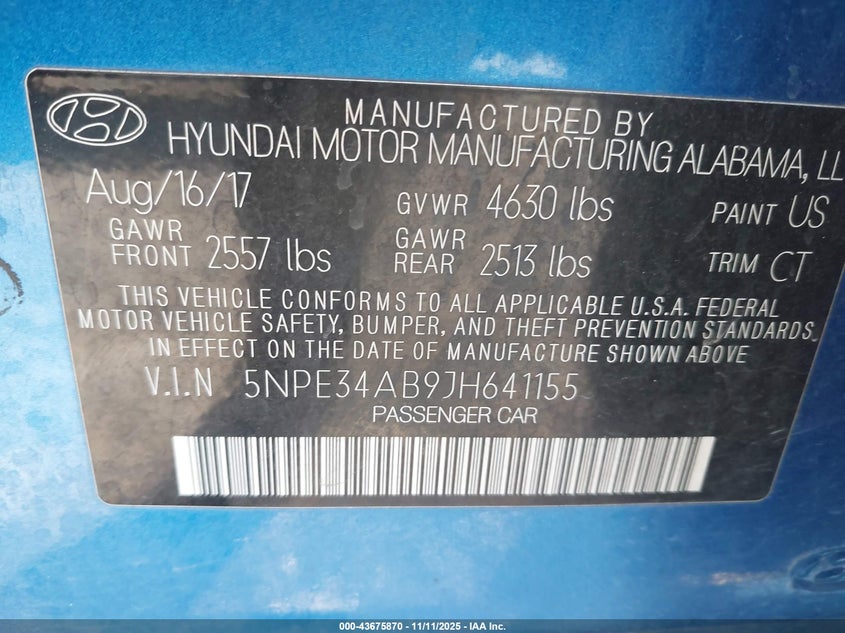 MANUFACTURED BY
HYUNDAI MOTOR MANUFACTURING ALABAMA, LL
Aug/16/17 GVWR 4630 lbs PAINT US
GAWR FRONT 2557 lbs GAWR REAR 2513 lbs TRIM CT
THIS VEHICLE CONFORMS TO ALL APPLICABLE U.S.A. FEDERAL
MOTOR VEHICLE SAFETY, BUMPER, AND THEFT PREVENTION STANDARDS
IN EFFECT ON THE DATE OF MANUFACTURE SHOWN ABOVE
V.I.N 5NPE34AB9JH641155
PASSENGER CAR
000-43675870 - 11/11/2025 - IAA Inc.